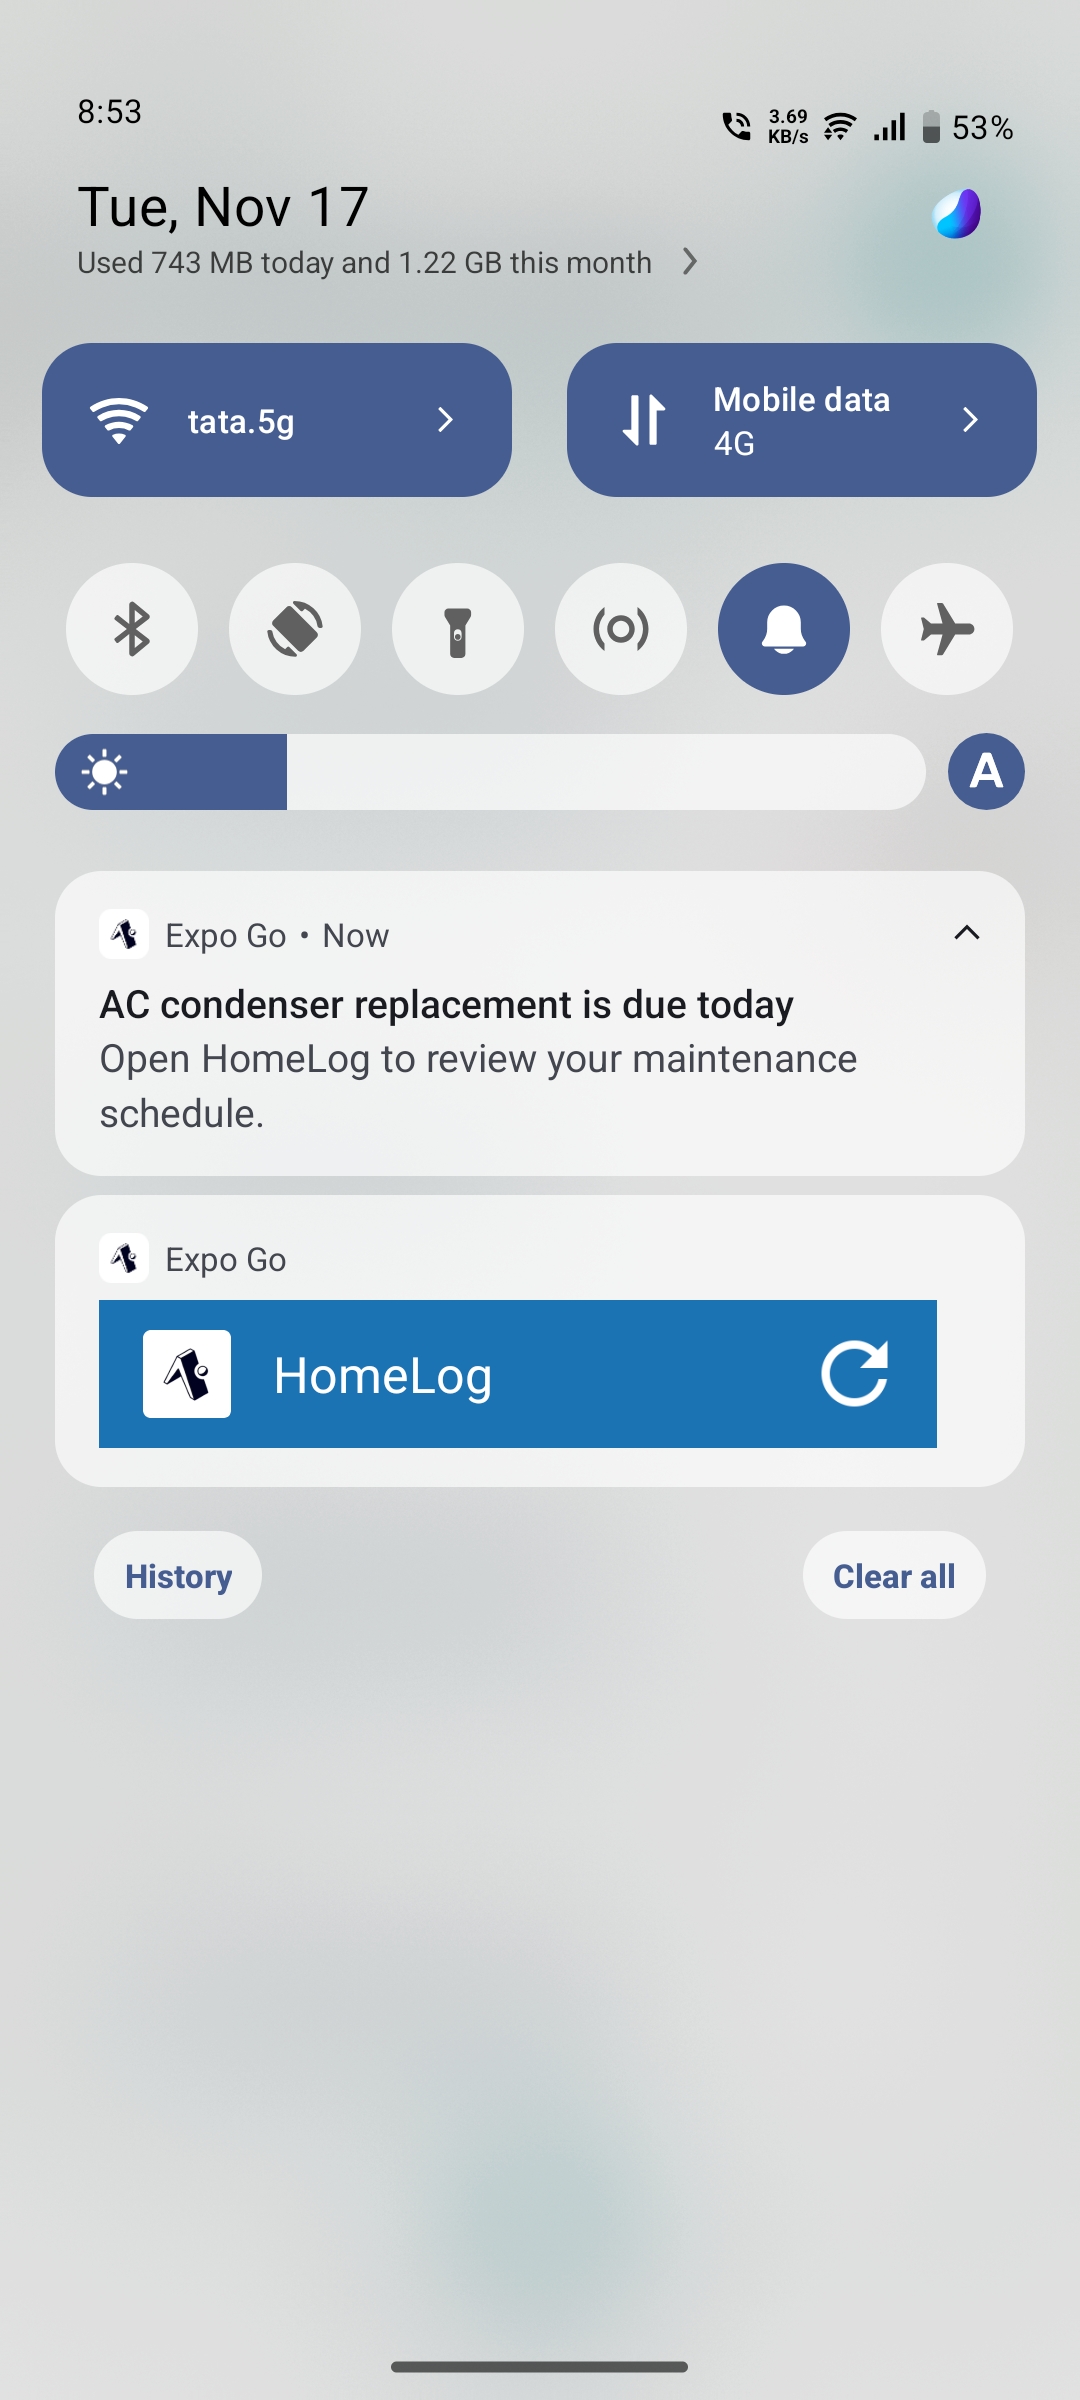 8:53
3.69
KB/s
53%
Tue, Nov 17
Used 743 MB today and 1.22 GB this month
tata.5g
Mobile data
4G
A
Expo Go • Now
AC condenser replacement is due today
Open HomeLog to review your maintenance
schedule.
Expo Go
HomeLog
History
Clear all